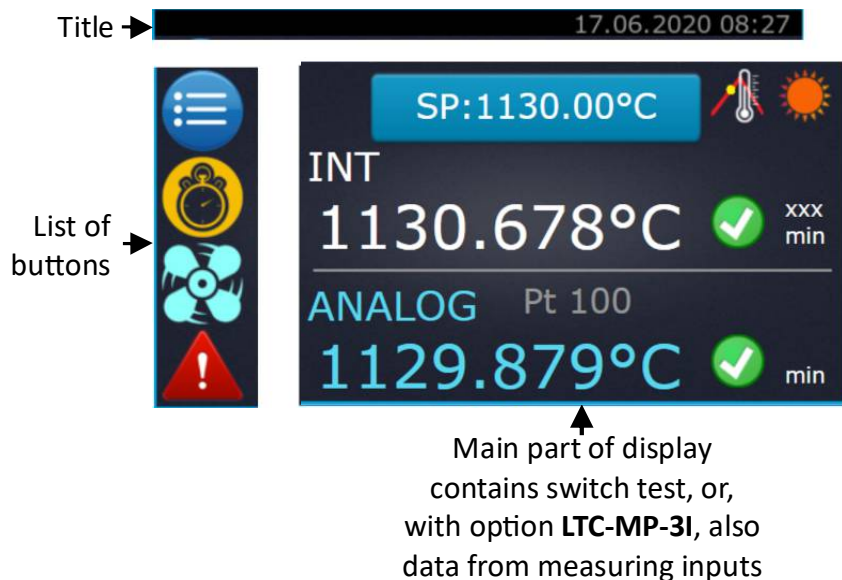 Title
17.06.2020 08:27
SP:1130.00°C
INT
1130.678°C
xxx
min
List of
buttons
ANALOG Pt 100
1129.879°C
min
Main part of display
contains switch test, or,
with option LTC-MP-3I, also
data from measuring inputs